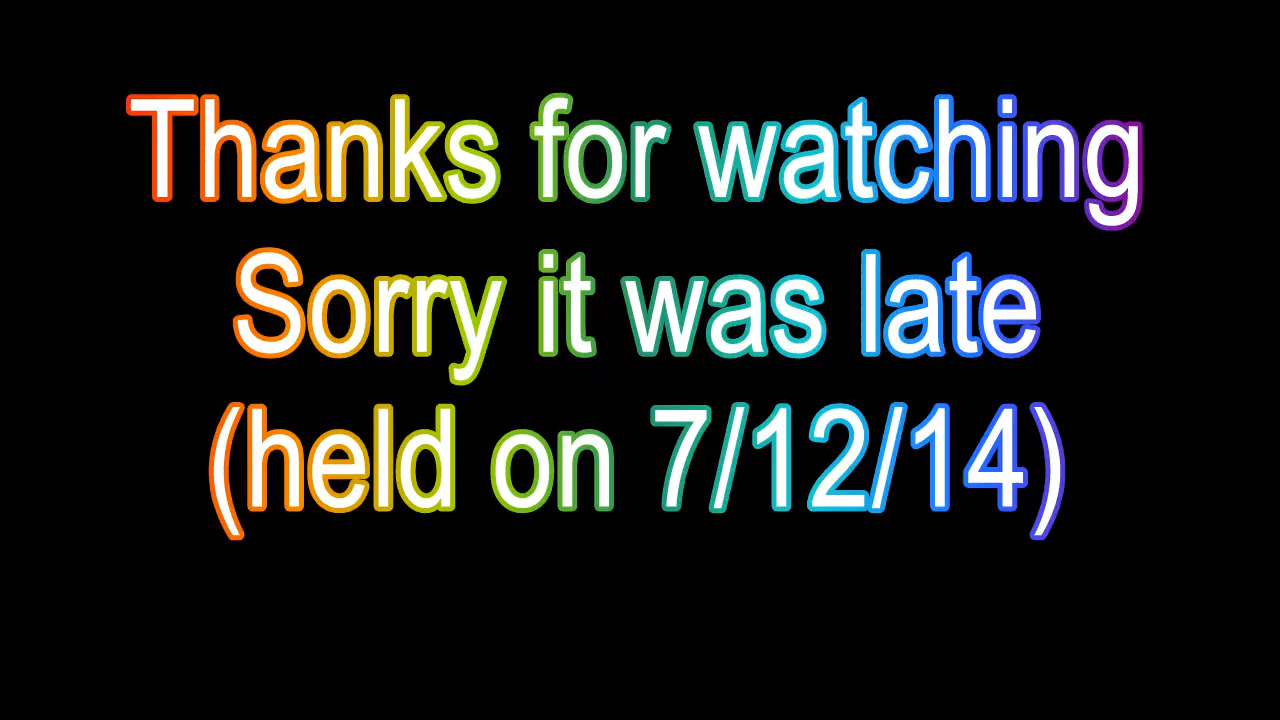 Thanks for watching
Sorry it was late
(held on 7/12/14)